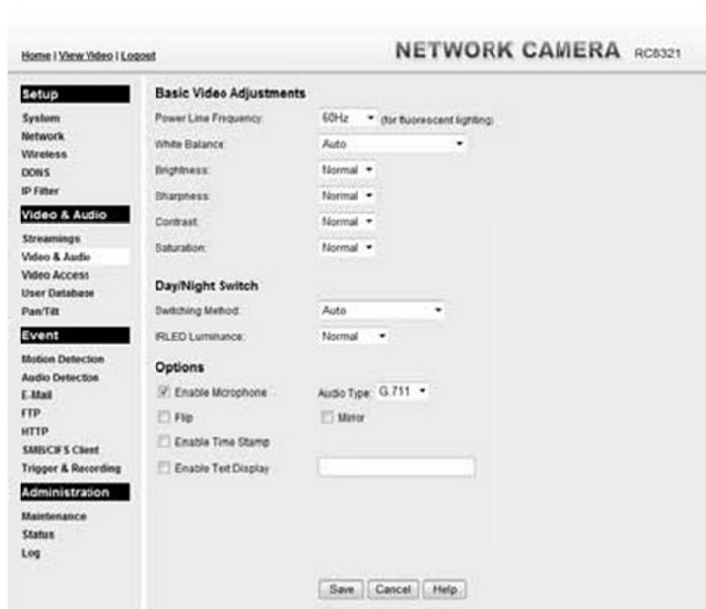 Home | View Video | Logout
NETWORK CAMERA RC8321
Setup
System
Network
Wireless
DDNS
IP Filter
Video & Audio
Streamings
Video & Audio
Video Access
User Database
Pan/Tilt
Event
Motion Detection
Audio Detection
E-Mail
FTP
HTTP
SMB/CIFS Client
Trigger & Recording
Administration
Maintenance
Status
Log
Basic Video Adjustments
Power Line Frequency: 60Hz (for fluorescent lighting)
White Balance: Auto
Brightness: Normal
Sharpness: Normal
Contrast: Normal
Saturation: Normal
Day/Night Switch
Switching Method: Auto
IRLED Luminance: Normal
Options
Enable Microphone Audio Type: G.711
Flip Mirror
Enable Time Stamp
Enable Text Display
Save Cancel Help